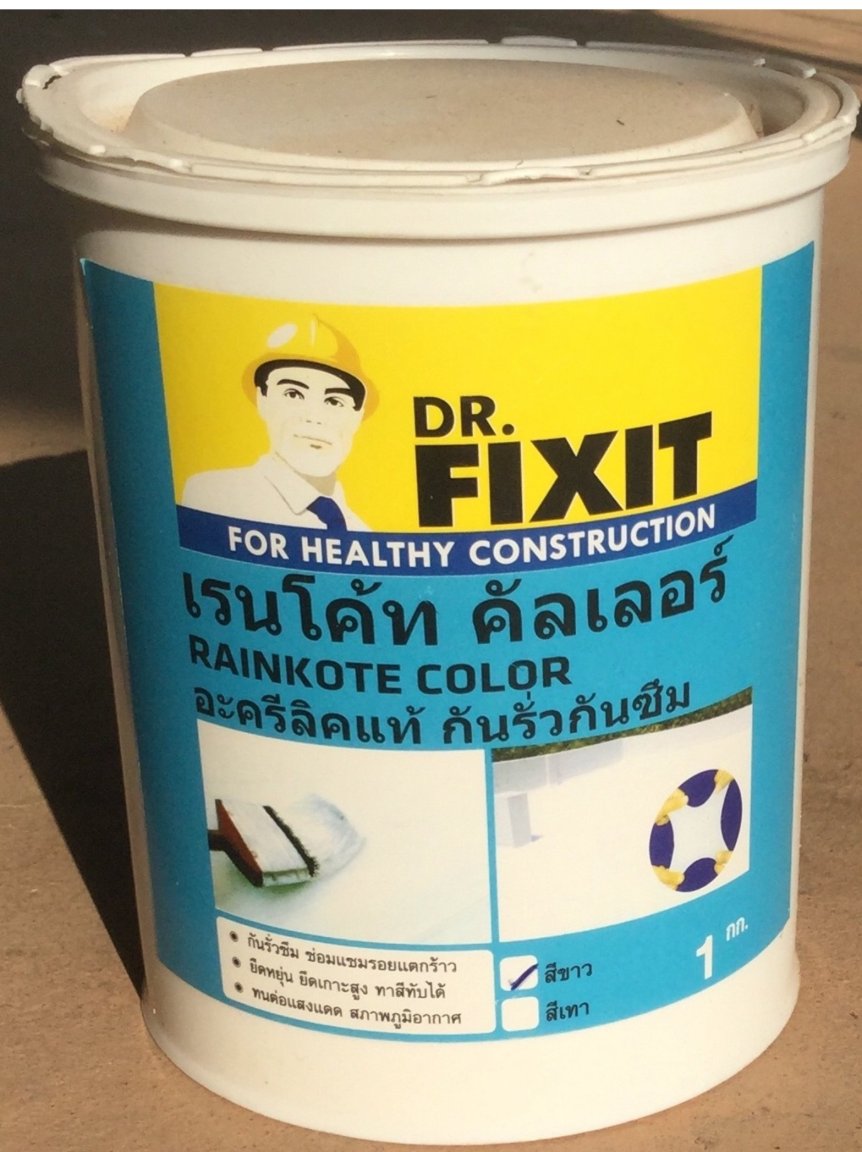 DR.
FIXIT
FOR HEALTHY CONSTRUCTION
เรนโค้ท คัลเลอร์
RAINKOTE COLOR
อะครีลิคแท้ กันรั่วกันซึม
• กันรั่วซึม ซ่อมแซมรอยแตกร้าว
• ยืดหยุ่น ยึดเกาะสูง ทาสีทับได้
• ทนต่อแสงแดด สภาพภูมิอากาศ
สีขาว
สีเทา
1 กก.